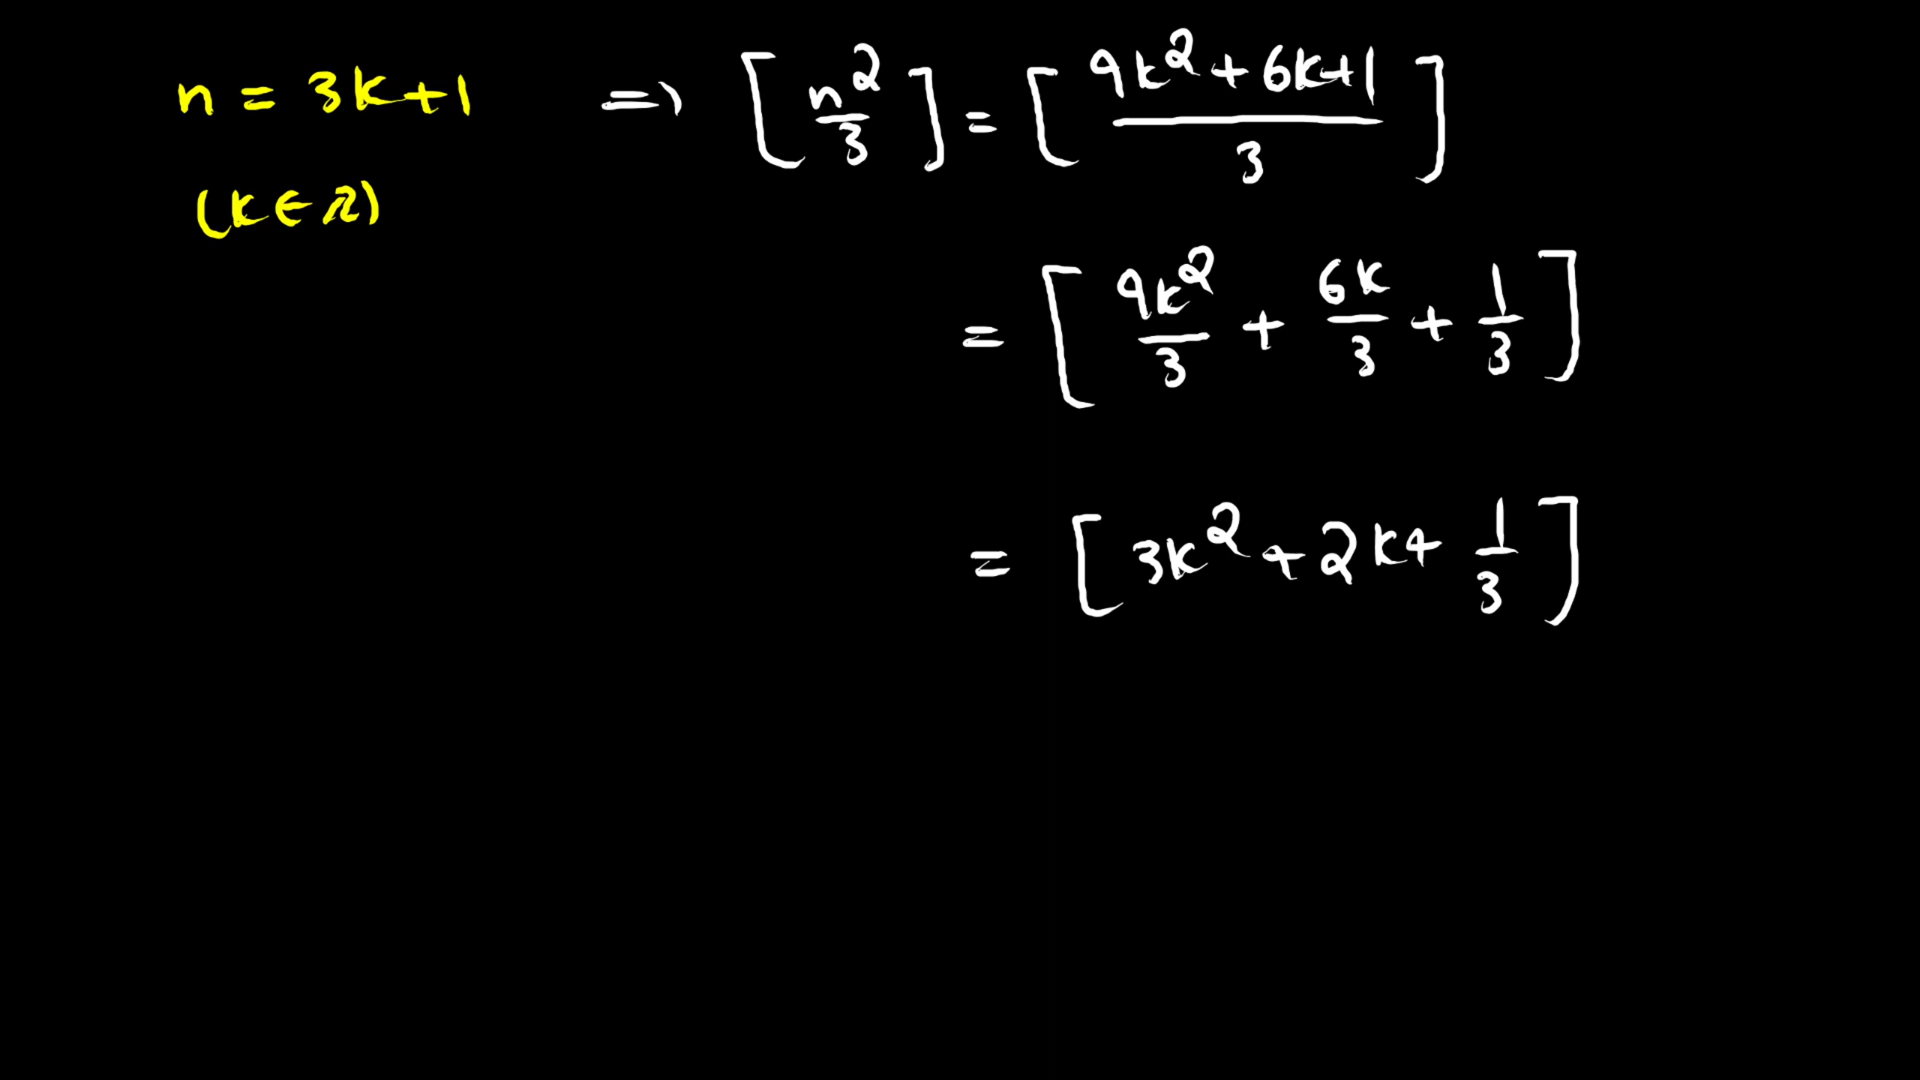 n = 3k+1 => [n²/3] = [(9k²+6k+1)/3]
(k∈ℤ)
= [9k²/3 + 6k/3 + 1/3]
= [3k²+2k+1/3]